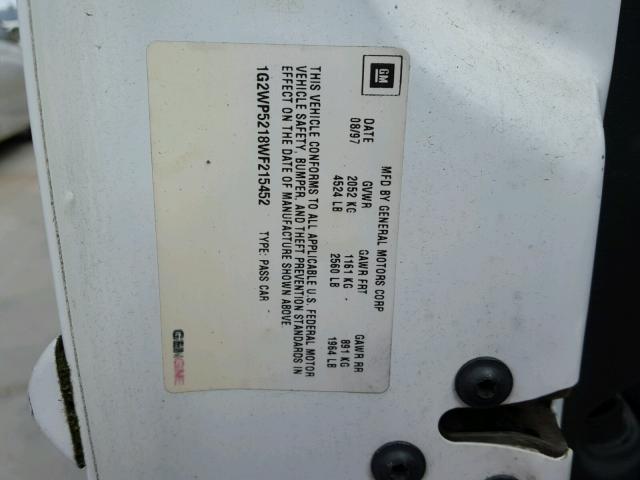 GM
MFD BY GENERAL MOTORS CORP
DATE GVWR GAWR FRT GAWR RR
08/97 2052 KG 1161 KG 891 KG
4524 LB 2560 LB 1964 LB
THIS VEHICLE CONFORMS TO ALL APPLICABLE U.S. FEDERAL MOTOR
VEHICLE SAFETY, BUMPER, AND THEFT PREVENTION STANDARDS IN
EFFECT ON THE DATE OF MANUFACTURE SHOWN ABOVE.
1G2WP5218WF215452 TYPE: PASS CAR